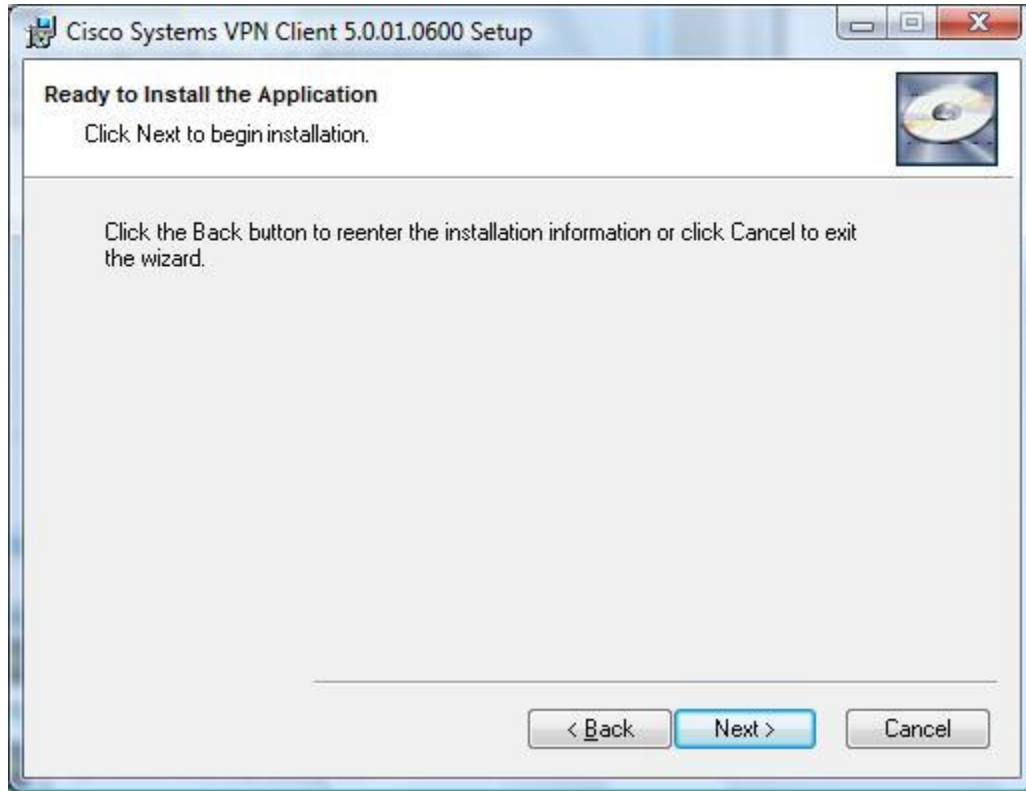 Cisco Systems VPN Client 5.0.01.0600 Setup
Ready to Install the Application
Click Next to begin installation.
Click the Back button to reenter the installation information or click Cancel to exit
the wizard.
< Back
Next >
Cancel